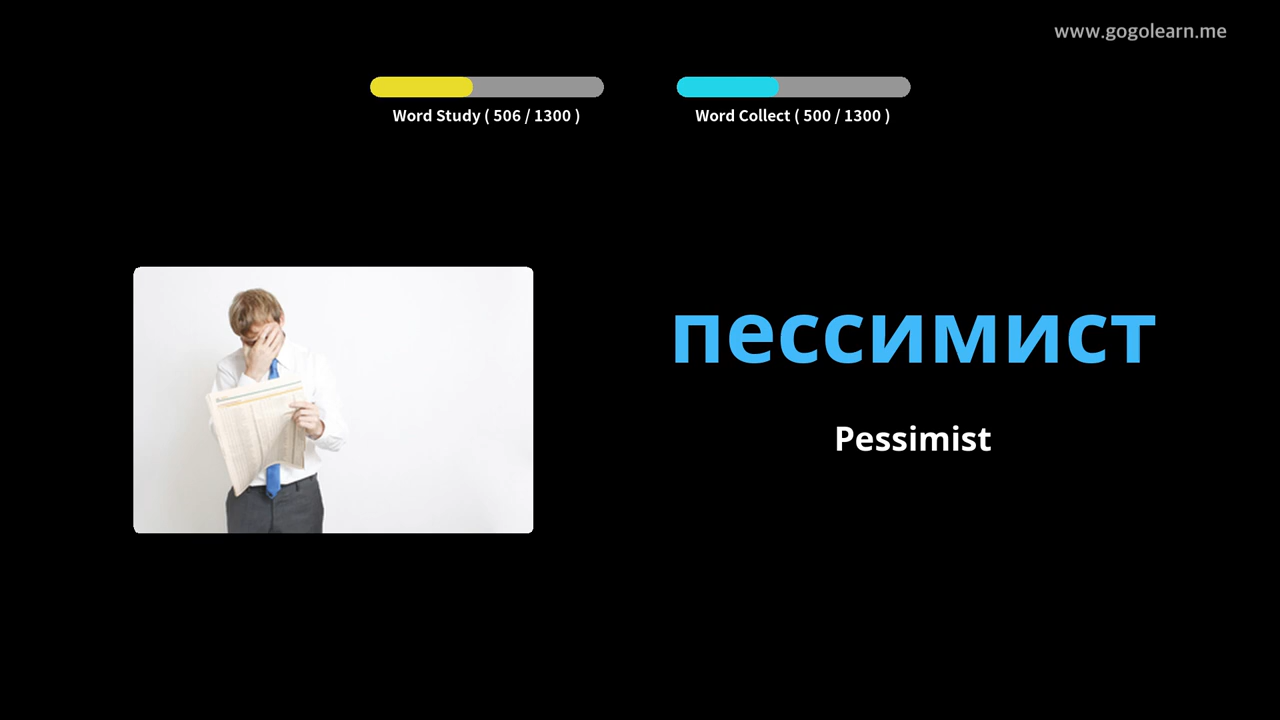 www.gogolearn.me
Word Study ( 506 / 1300 )
Word Collect ( 500 / 1300 )
пессимист
Pessimist